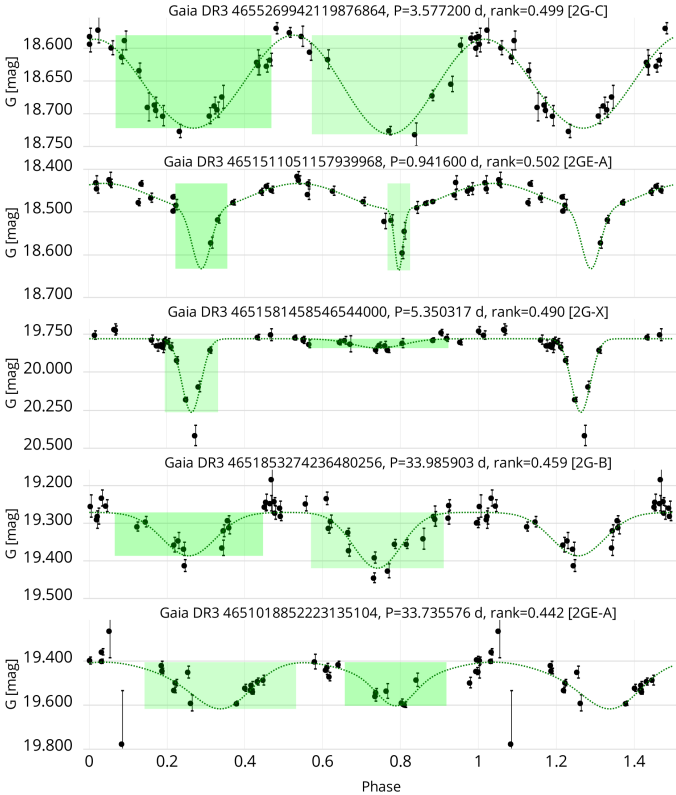 Gaia DR3 4655269942119876864, P=3.577200 d, rank=0.499 [2G-C]
G [mag]
18.600
18.650
18.700
18.750
Gaia DR3 4651511051157939968, P=0.941600 d, rank=0.502 [2GE-A]
G [mag]
18.400
18.500
18.600
18.700
Gaia DR3 4651581458546544000, P=5.350317 d, rank=0.490 [2G-X]
G [mag]
19.750
20.000
20.250
20.500
Gaia DR3 4651853274236480256, P=33.985903 d, rank=0.459 [2G-B]
G [mag]
19.200
19.300
19.400
19.500
Gaia DR3 4651018852223135104, P=33.735576 d, rank=0.442 [2GE-A]
G [mag]
19.400
19.600
19.800
0 0.2 0.4 0.6 0.8 1 1.2 1.4
Phase